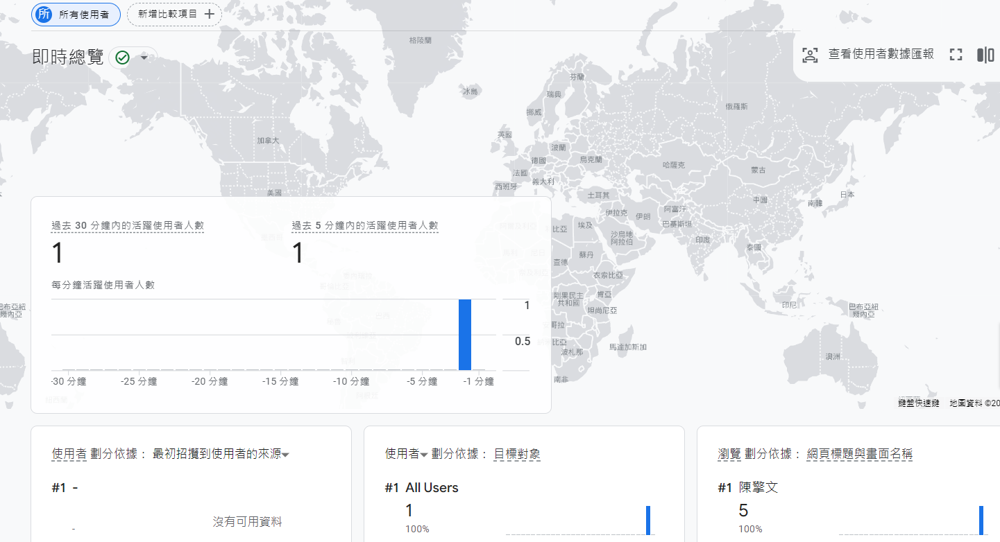 所 所有使用者 新增比較項目
即時總覽
查看使用者數據匯報
格陵蘭
冰島
芬蘭
瑞典
挪威
俄羅斯
英國
加拿大
波蘭
德國
烏克蘭
哈薩克
法國
蒙古
義大利
西班牙
美國
土耳其
中國
日本
南韓
伊拉克
伊朗
阿富汗
巴基斯坦
埃及
比亞
沙烏地
阿拉伯
印度
泰國
蘇丹
查德
衣索比亞
剛果民主
共和國
肯亞
坦尚尼亞
印尼
巴布亞紐
幾內亞
巴布亞紐
幾內亞
哥拉
比亞
波札那
馬達加斯加
澳洲
南非
過去 30 分鐘內的活躍使用者人數
1
過去 5 分鐘內的活躍使用者人數
1
每分鐘活躍使用者人數
1
0.5
-30 分鐘 -25 分鐘 -20 分鐘 -15 分鐘 -10 分鐘 -5 分鐘 -1 分鐘
鍵盤快速鍵 地圖資料 ©20
使用者 劃分依據： 最初招攬到使用者的來源
#1 -
-
沒有可用資料
使用者 劃分依據： 目標對象
#1 All Users
1
100%
瀏覽 劃分依據： 網頁標題與畫面名稱
#1 陳擎文
5
100%